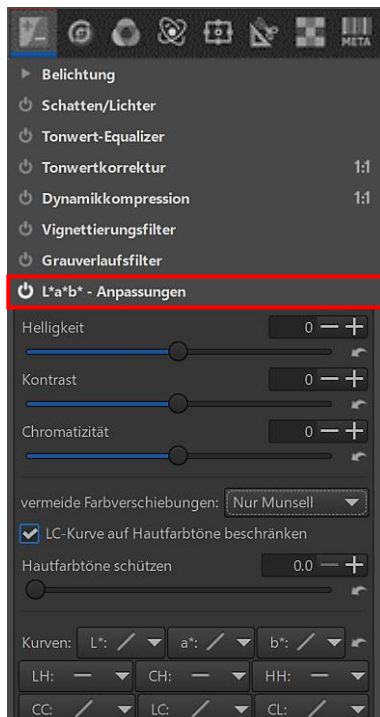 META
Belichtung
Schatten/Lichter
Tonwert-Equalizer
Tonwertkorrektur 1:1
Dynamikkompression 1:1
Vignettierungsfilter
Grauverlaufsfilter
L*a*b* - Anpassungen
Helligkeit 0
Kontrast 0
Chromatizität 0
vermeide Farbverschiebungen: Nur Munsell
LC-Kurve auf Hautfarbtöne beschränken
Hautfarbtöne schützen 0.0
Kurven: L*: a*: b*:
LH: CH: HH:
CC: LC: CL: